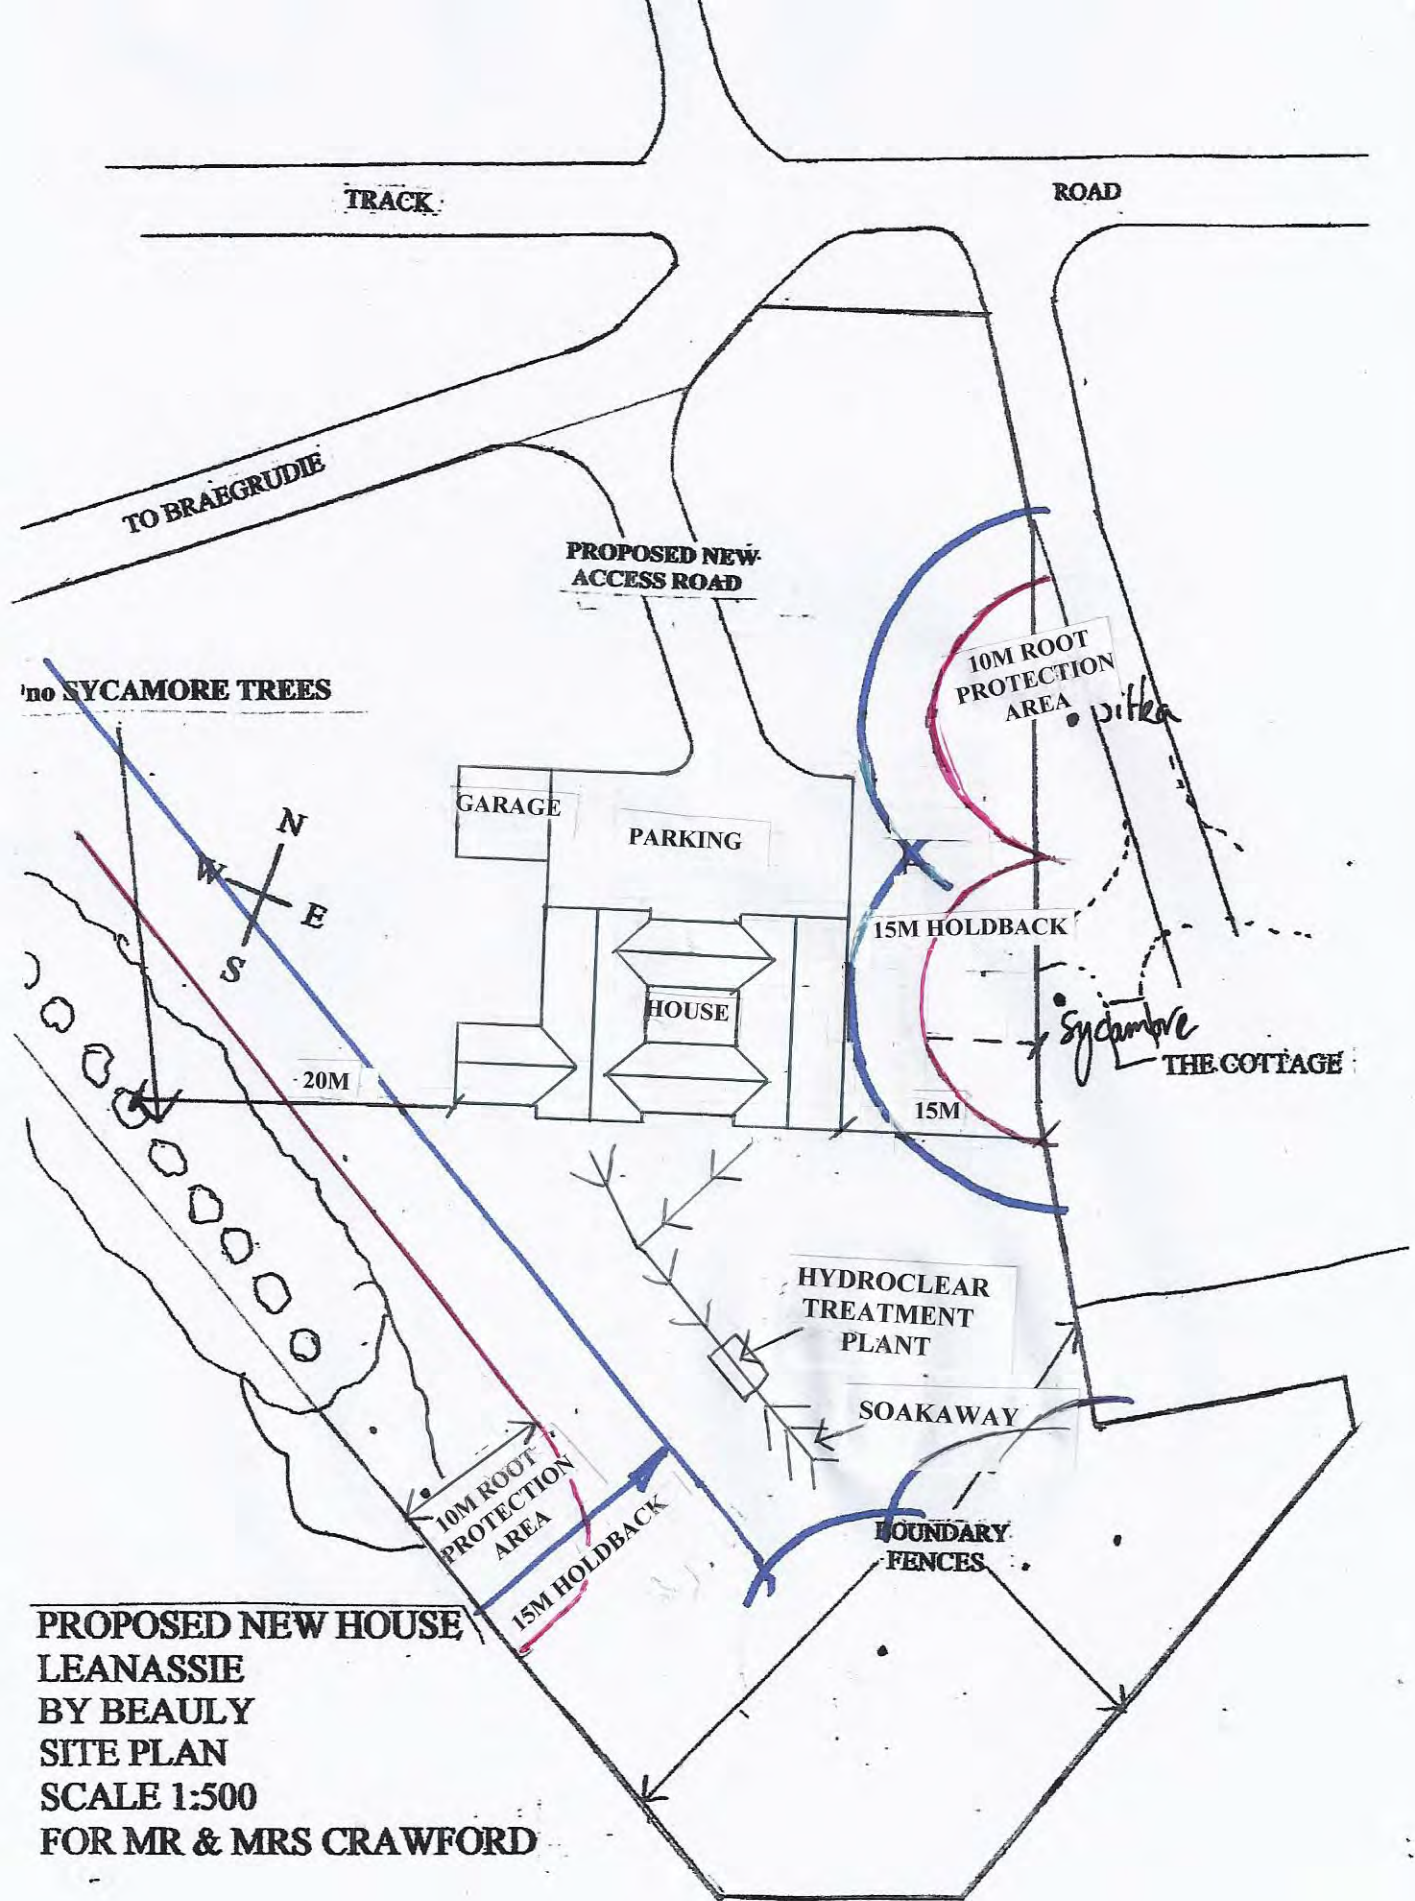 TRACK
ROAD
TO BRAEGRUDIE
PROPOSED NEW
ACCESS ROAD
10M ROOT
PROTECTION
AREA
no SYCAMORE TREES
GARAGE
PARKING
N
W
E
S
15M HOLDBACK
HOUSE
Sycamore
THE COTTAGE
20M
15M
HYDROCLEAR
TREATMENT
PLANT
SOAKAWAY
10M ROOT
PROTECTION
AREA
15M HOLDBACK
BOUNDARY
FENCES
PROPOSED NEW HOUSE
LEANASSIE
BY BEAULY
SITE PLAN
SCALE 1:500
FOR MR & MRS CRAWFORD